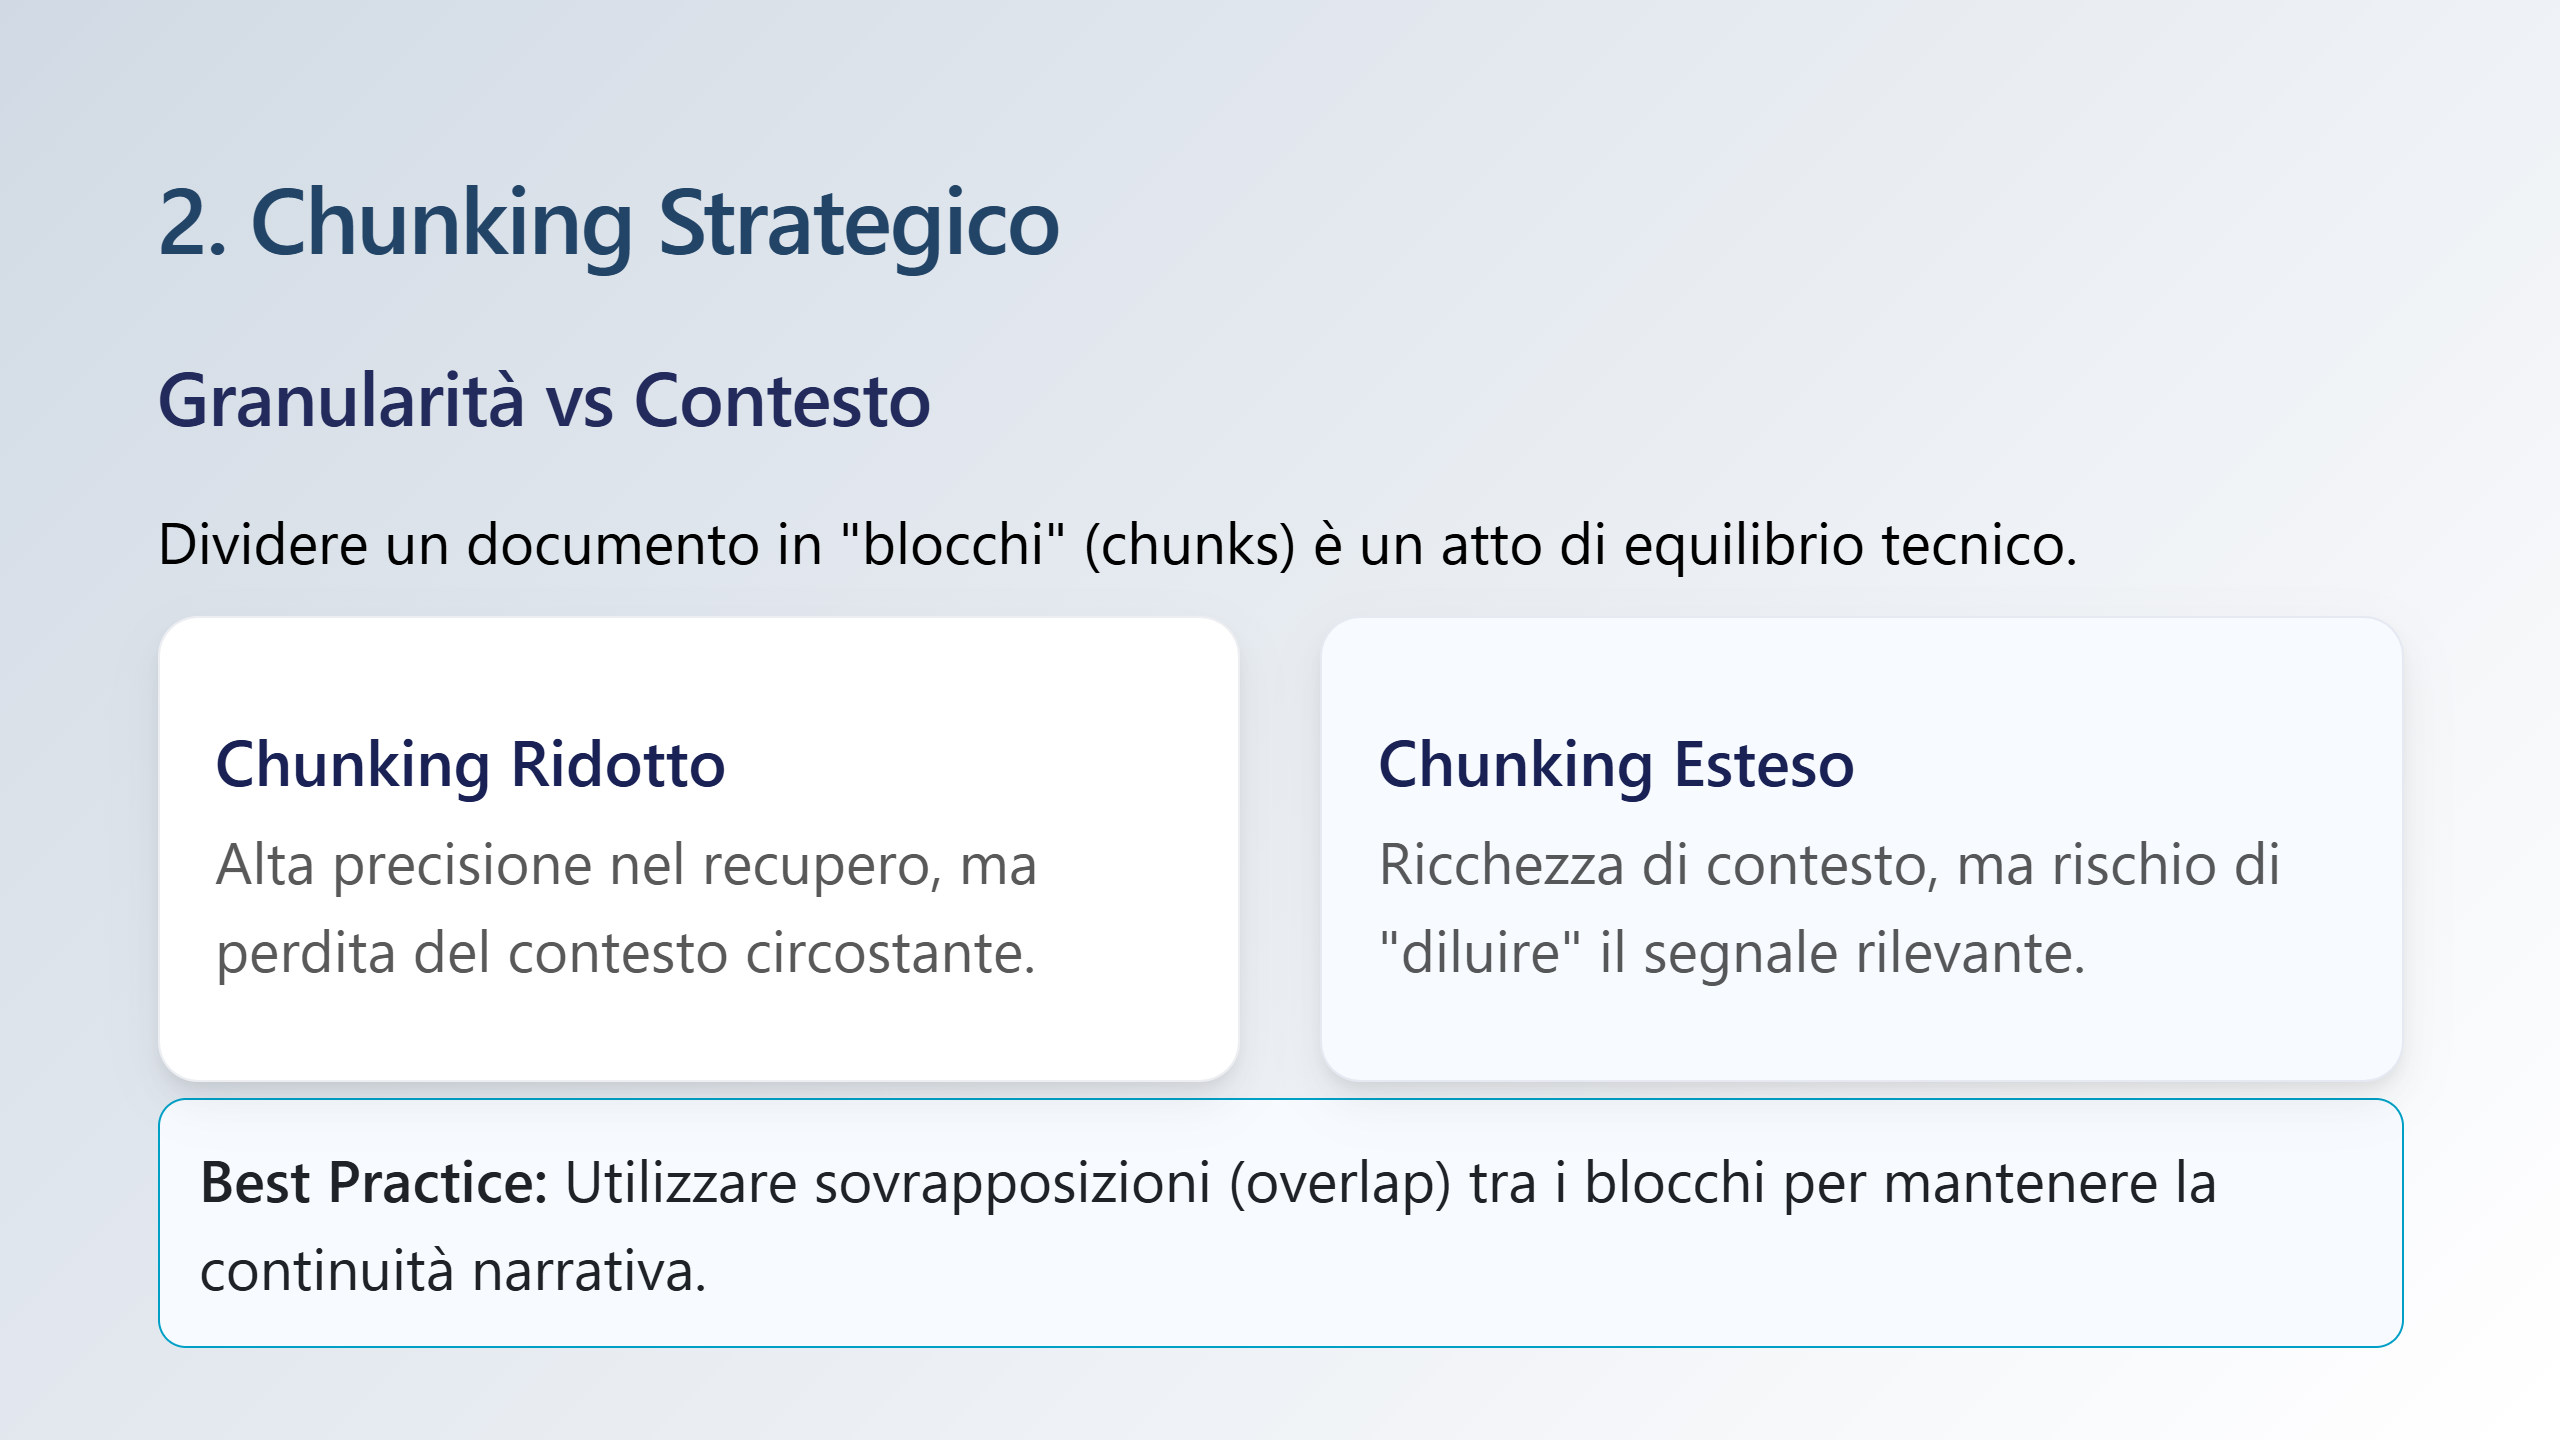 2. Chunking Strategico
Granularità vs Contesto
Dividere un documento in "blocchi" (chunks) è un atto di equilibrio tecnico.
Chunking Ridotto
Alta precisione nel recupero, ma
perdita del contesto circostante.
Chunking Esteso
Ricchezza di contesto, ma rischio di
"diluire" il segnale rilevante.
Best Practice: Utilizzare sovrapposizioni (overlap) tra i blocchi per mantenere la
continuità narrativa.